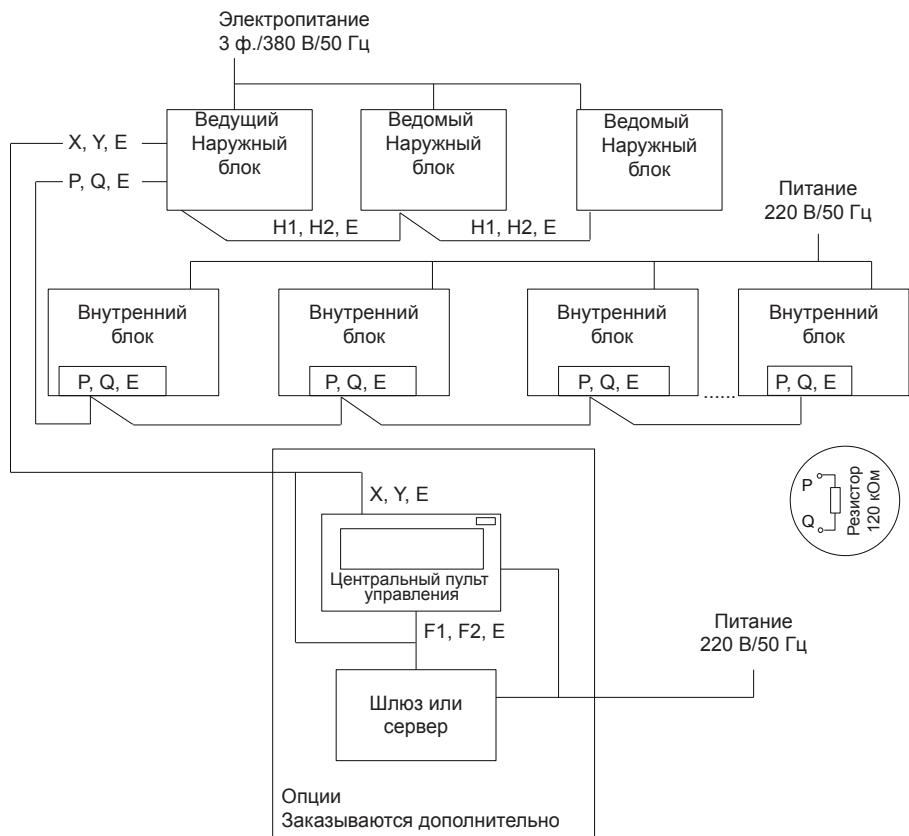 Электропитание
3 ф./380 В/50 Гц
Ведущий
Наружный
блок
Ведомый
Наружный
блок
Ведомый
Наружный
блок
X, Y, E
P, Q, E
H1, H2, E
H1, H2, E
Питание
220 В/50 Гц
Внутренний
блок
P, Q, E
Внутренний
блок
P, Q, E
Внутренний
блок
P, Q, E
......
Внутренний
блок
P, Q, E
P
Q
Резистор
120 кОм
X, Y, E
Центральный пульт
управления
F1, F2, E
Шлюз или
сервер
Питание
220 В/50 Гц
Опции
Заказываются дополнительно